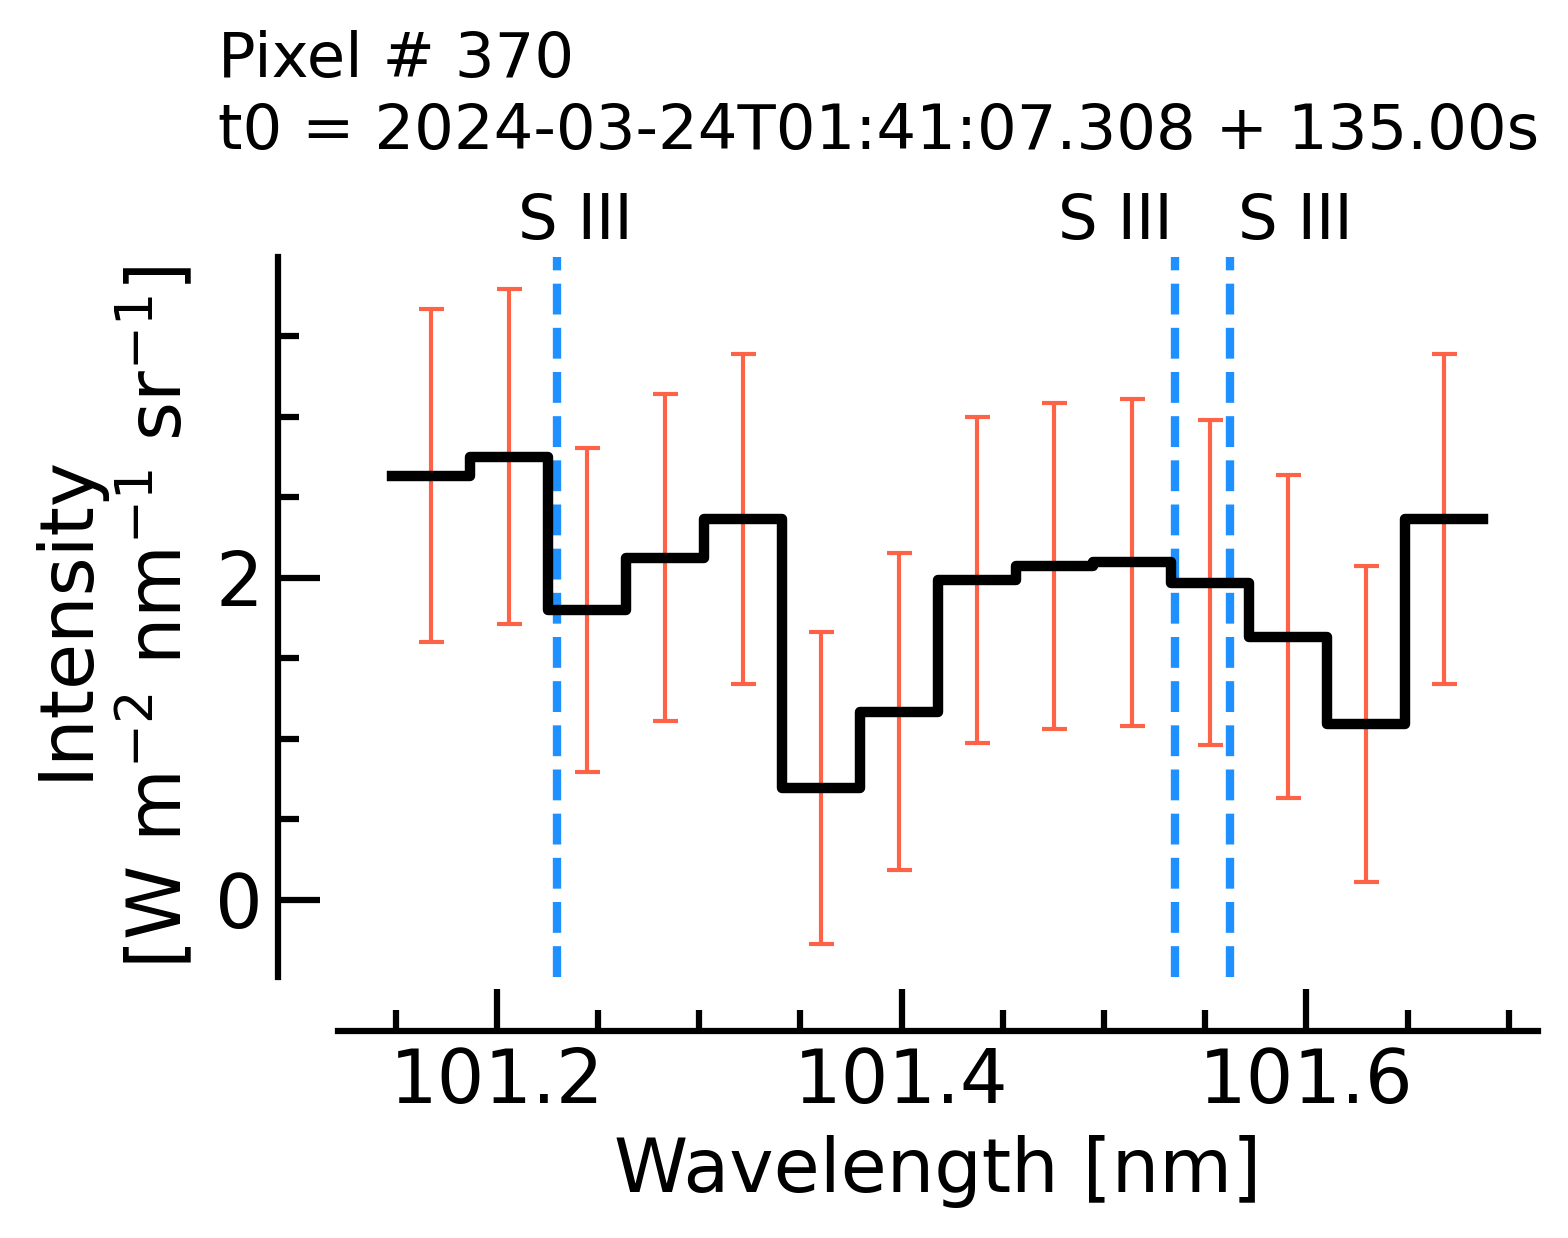 Pixel # 370
t0 = 2024-03-24T01:41:07.308 + 135.00s
S III S III S III
Intensity
[W m⁻² nm⁻¹ sr⁻¹]
2
0
101.2 101.4 101.6
Wavelength [nm]